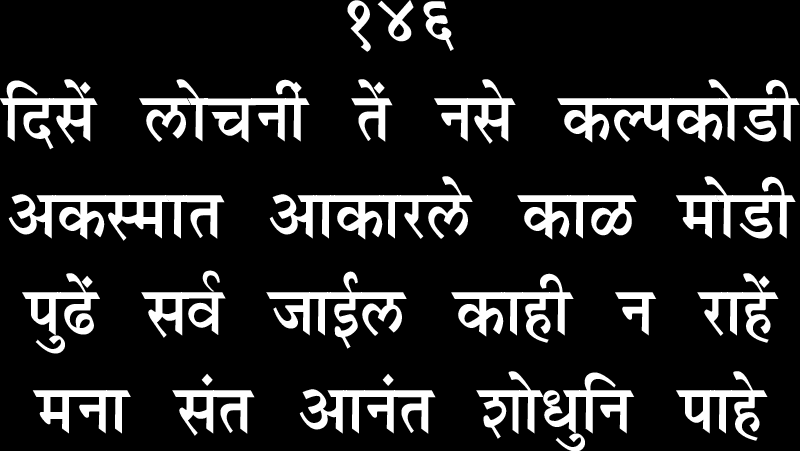 १४६
दिसें लोचनीं तें नसे कल्पकोडी
अकस्मात आकारले काळ मोडी
पुढें सर्व जाईल काही न राहें
मना संत आनंत शोधुनि पाहे